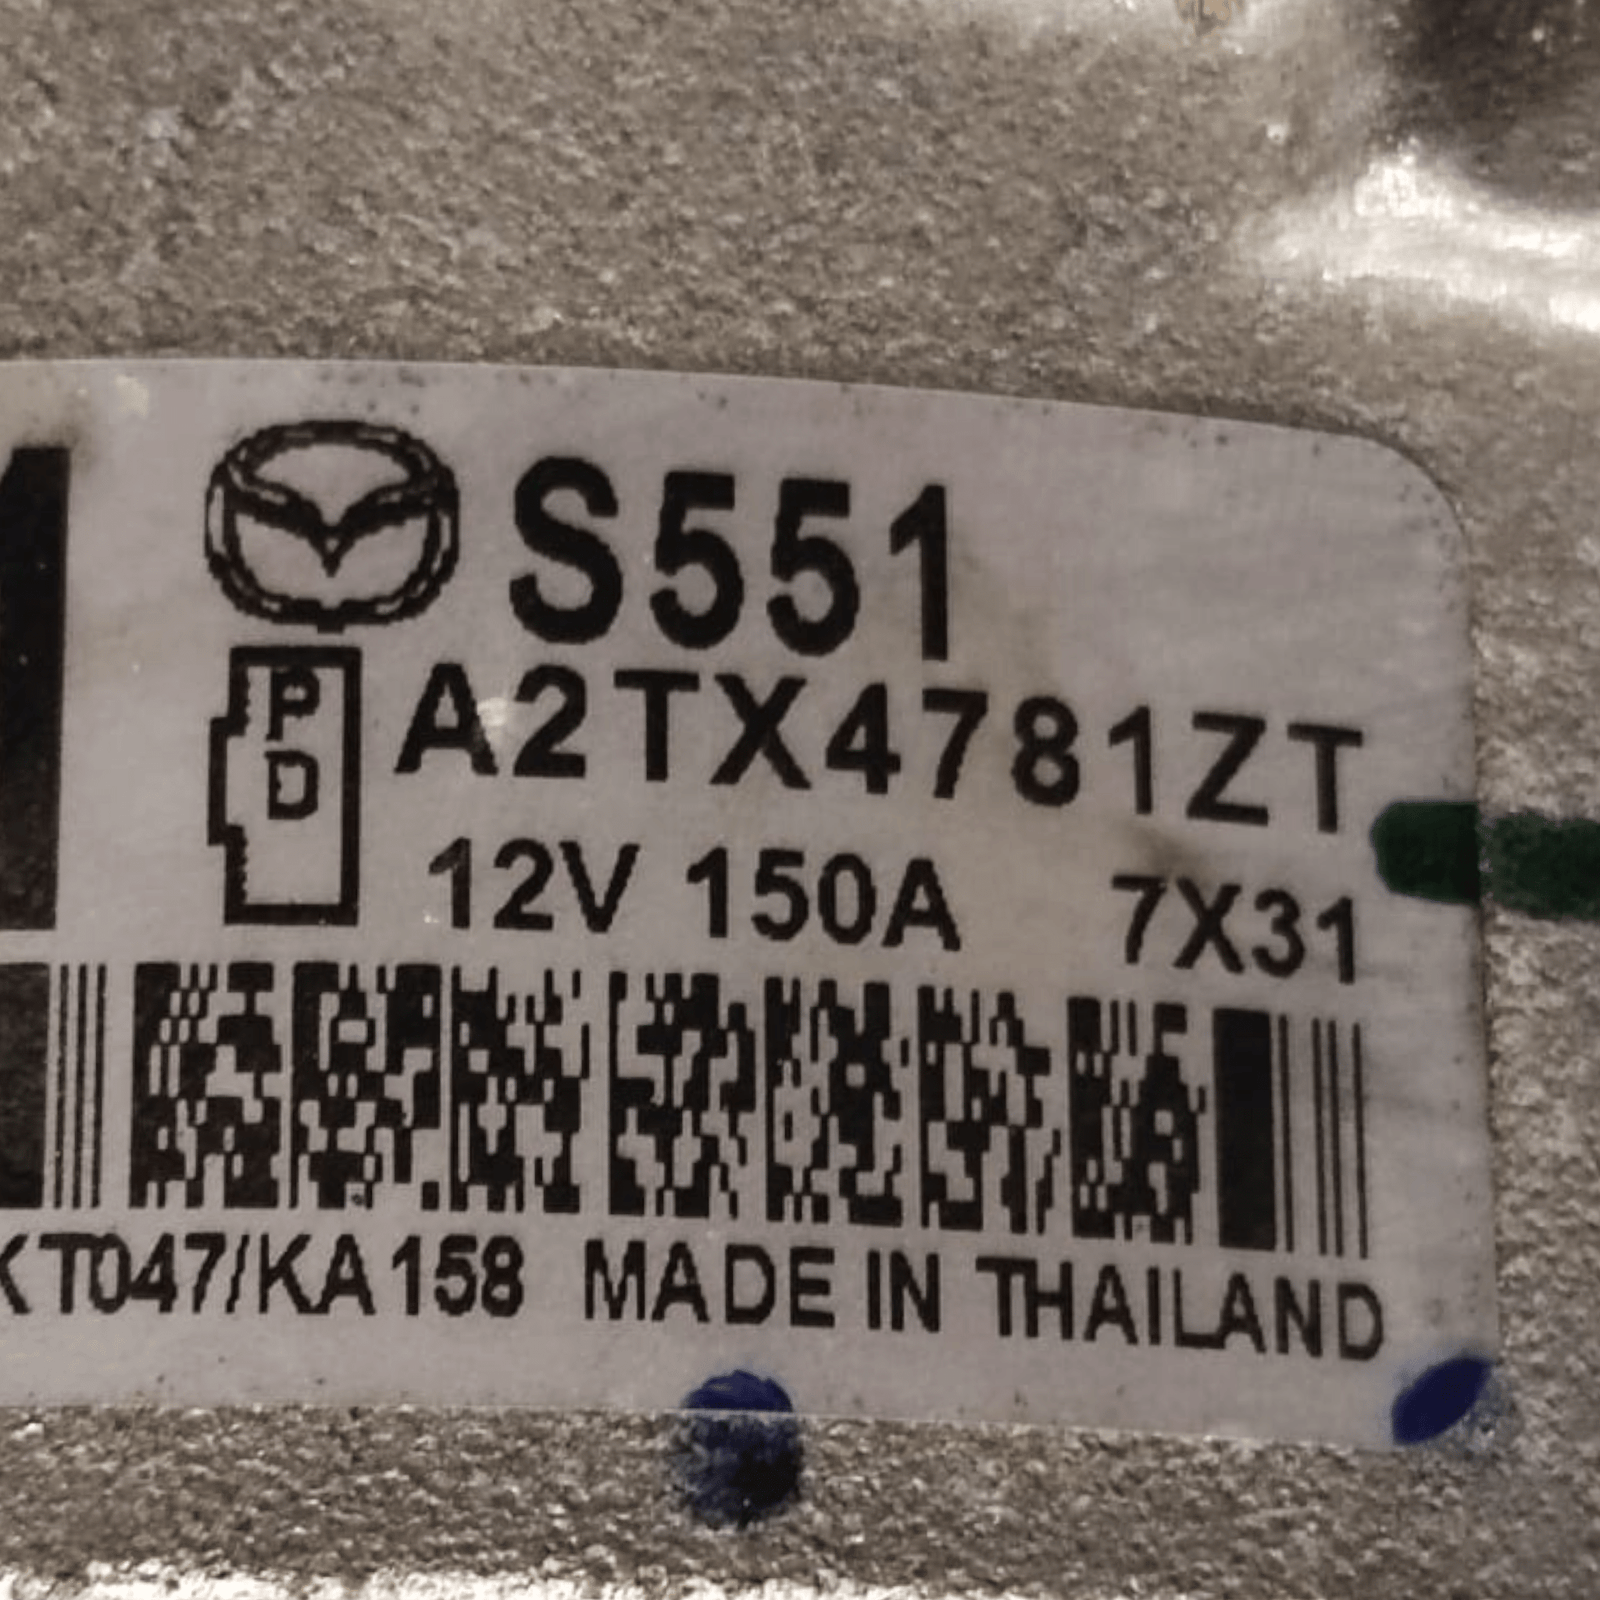 S551
P
D
A2TX4781ZT
12V 150A 7X31
KT047/KA158 MADE IN THAILAND